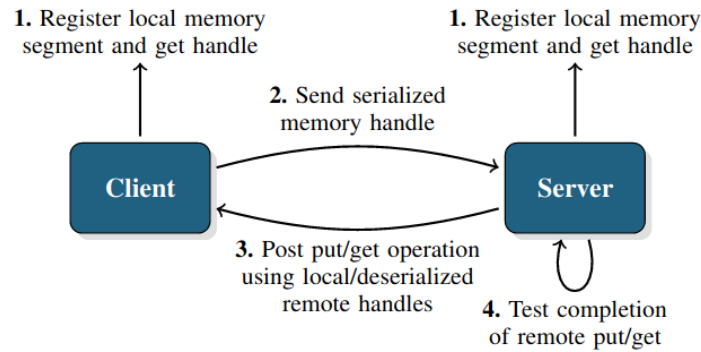 1. Register local memory
segment and get handle
1. Register local memory
segment and get handle
2. Send serialized
memory handle
Client
Server
3. Post put/get operation
using local/deserialized
remote handles
4. Test completion
of remote put/get